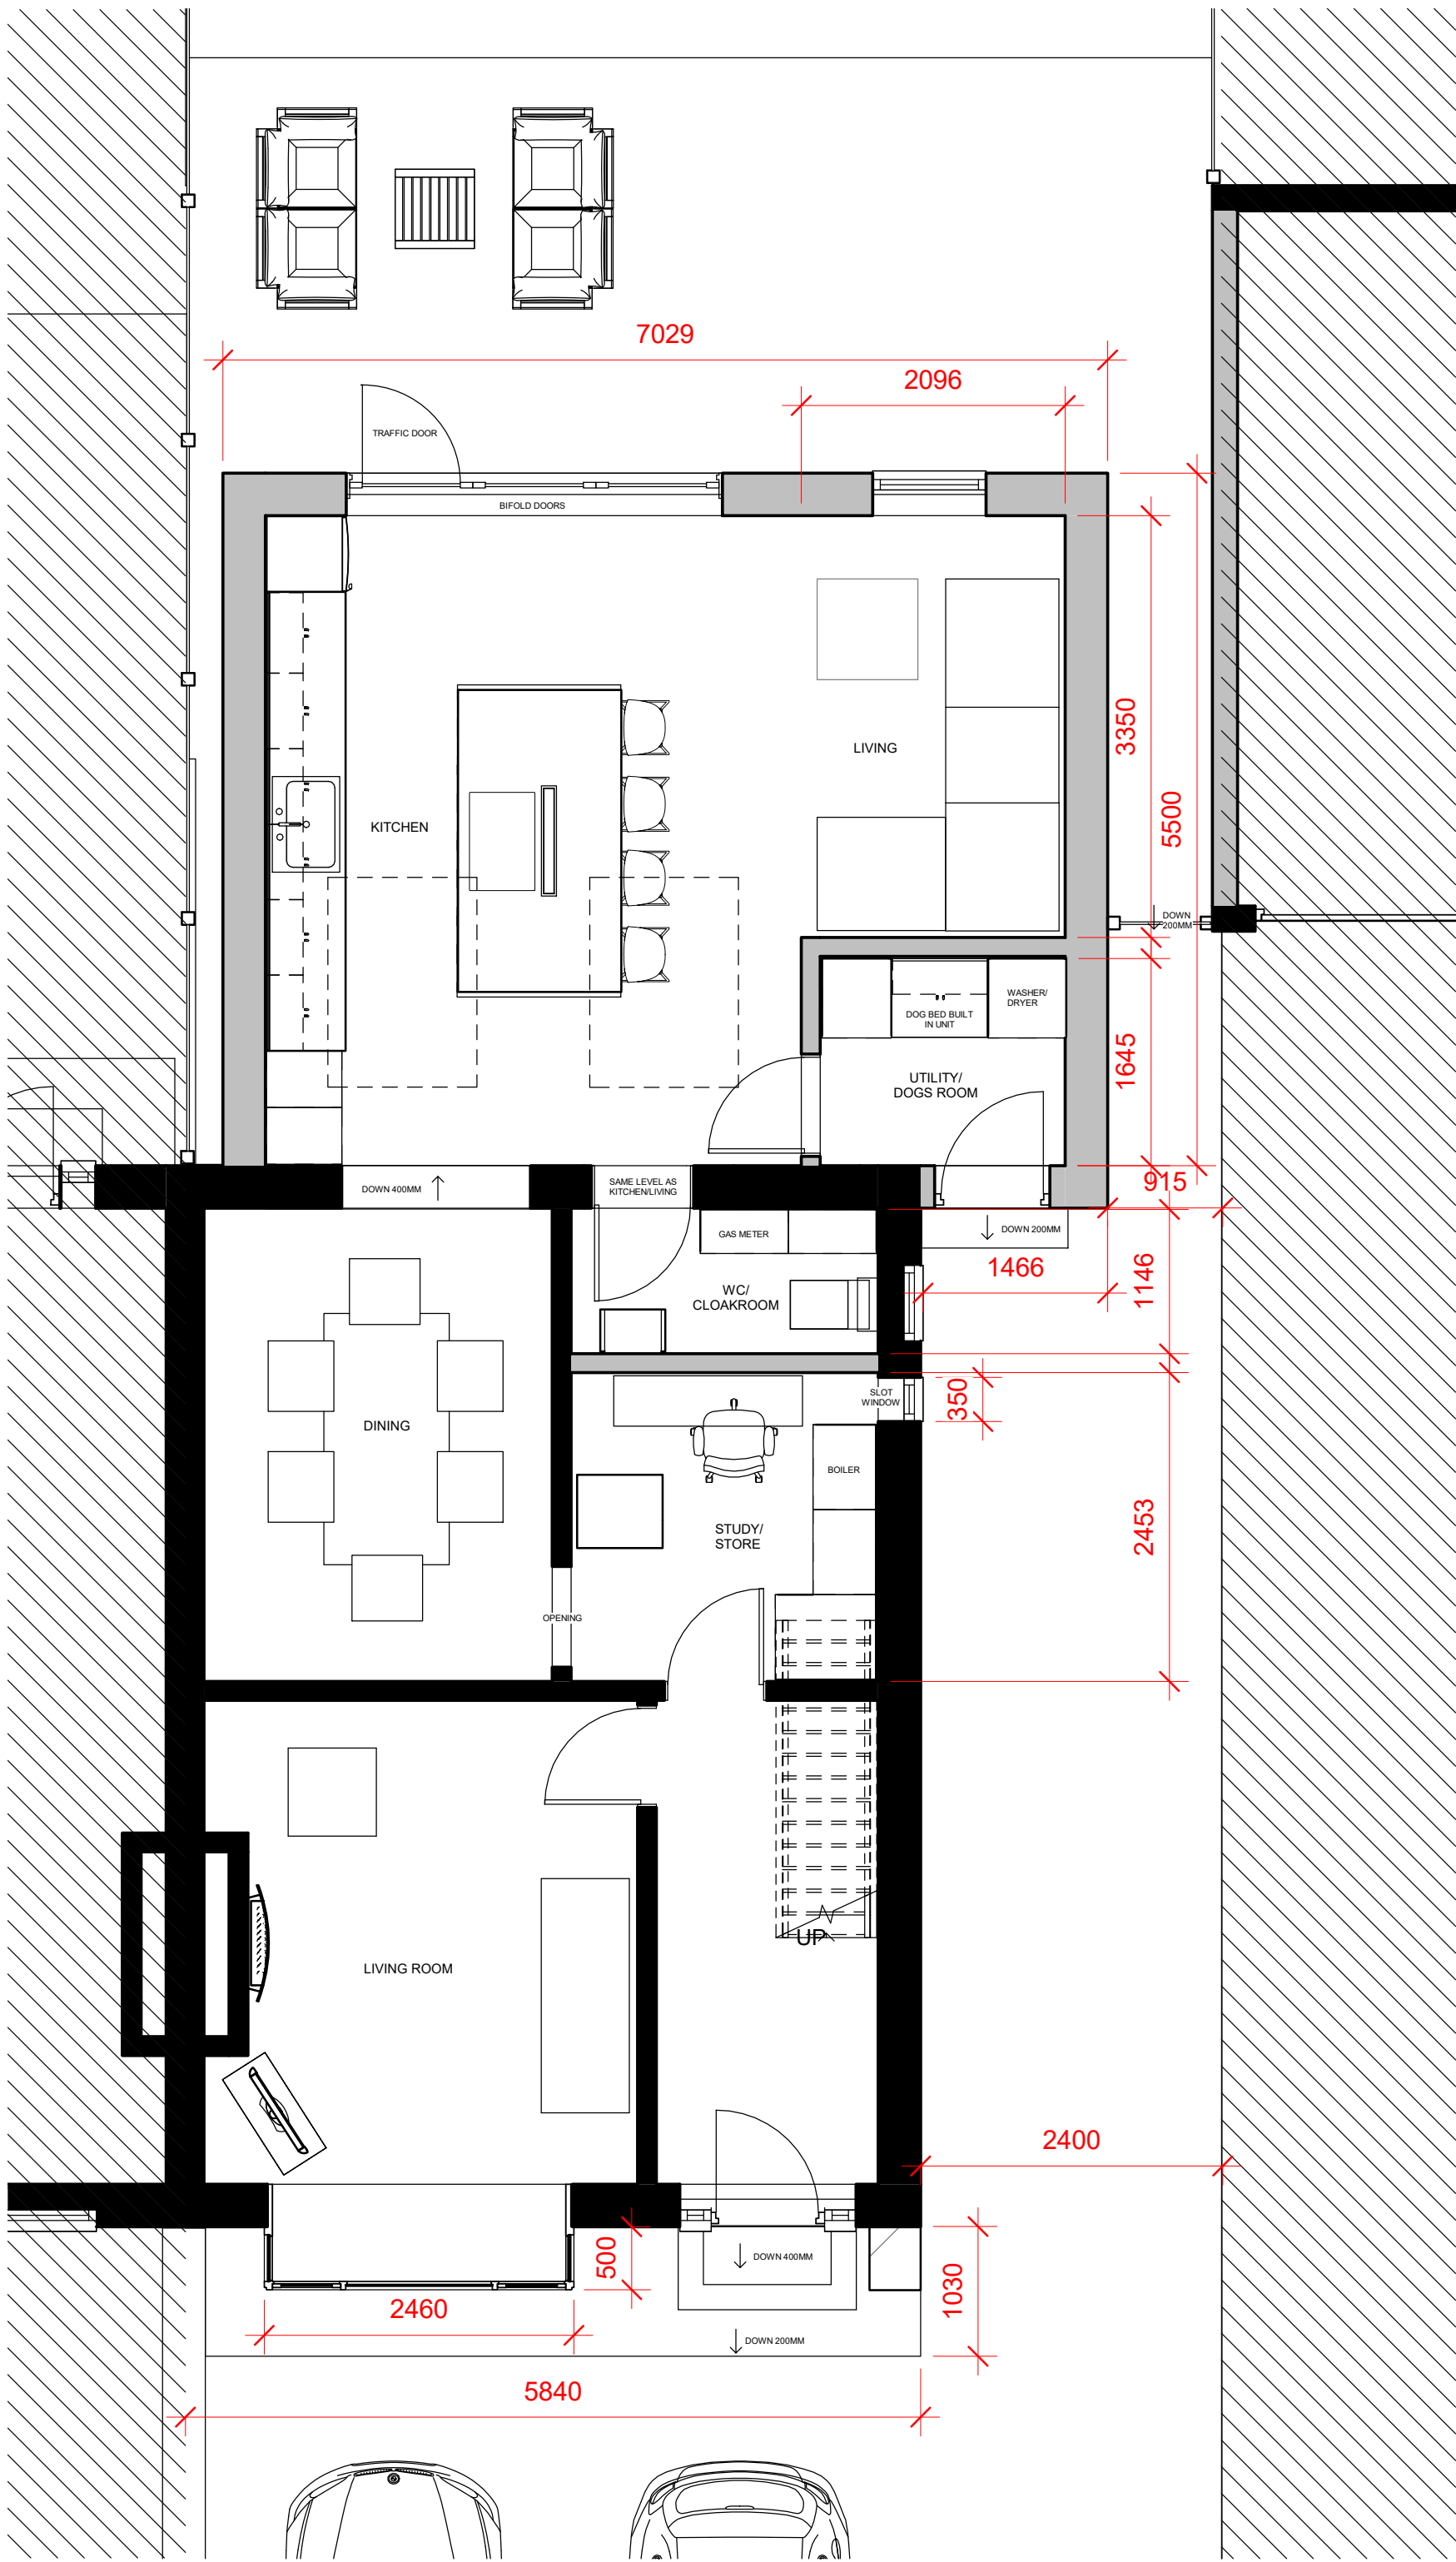 7029
2096
TRAFFIC DOOR
BIFOLD DOORS
3350
LIVING
5500
KITCHEN
DOWN
200MM
WASHER/
DRYER
DOG BED BUILT
IN UNIT
1645
UTILITY/
DOGS ROOM
915
DOWN 400MM
SAME LEVEL AS
KITCHEN/LIVING
GAS METER
DOWN 200MM
1466
1146
WC/
CLOAKROOM
SLOT
WINDOW
350
DINING
BOILER
2453
STUDY/
STORE
OPENING
UP
LIVING ROOM
2400
DOWN 400MM
500
1030
2460
DOWN 200MM
5840